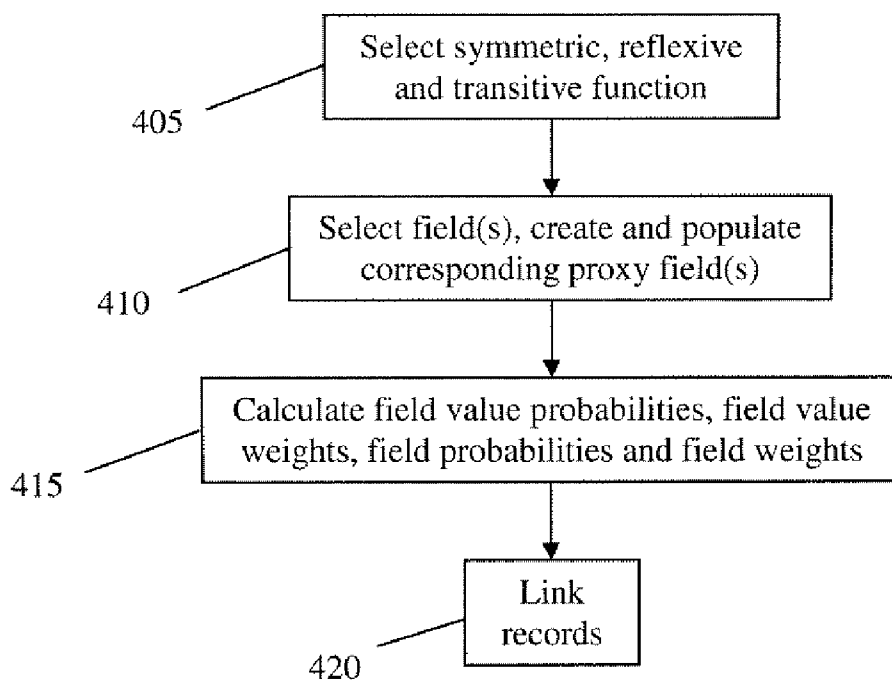 Select symmetric, reflexive
and transitive function
405
Select field(s), create and populate
corresponding proxy field(s)
410
Calculate field value probabilities, field value
weights, field probabilities and field weights
415
Link
records
420